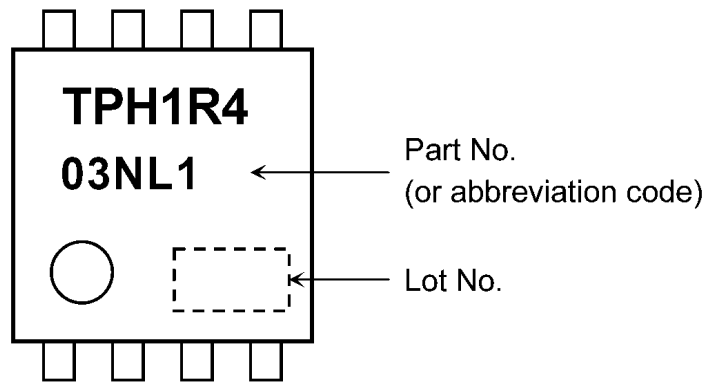 TPH1R4
03NL1
Part No.
(or abbreviation code)
Lot No.